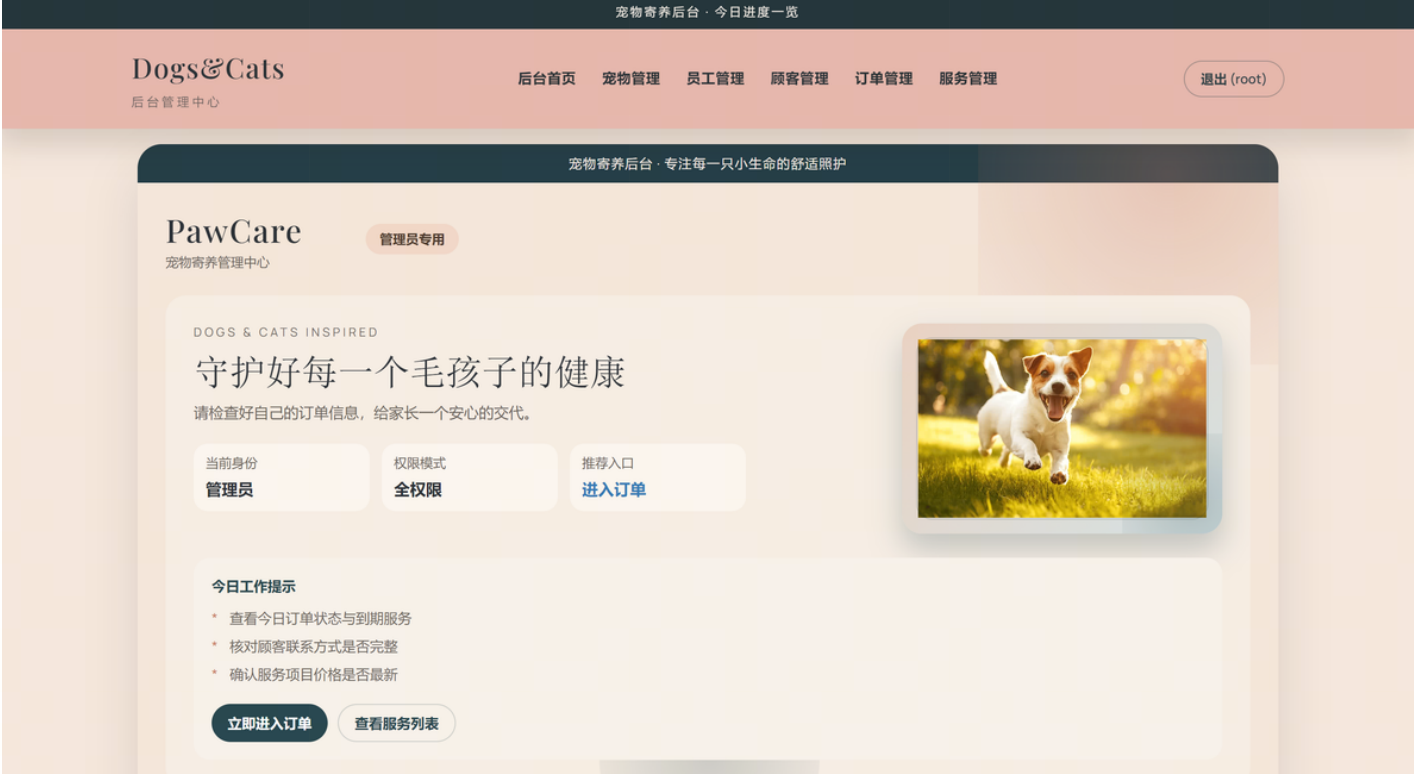 宠物寄养后台 · 今日进度一览
Dogs&Cats
后台管理中心
后台首页 宠物管理 员工管理 顾客管理 订单管理 服务管理
退出 (root)
宠物寄养后台 · 专注每一只小生命的舒适照护
PawCare
宠物寄养管理中心
管理员专用
DOGS & CATS INSPIRED
守护好每一个毛孩子的健康
请检查好自己的订单信息，给家长一个安心的交代。
当前身份
管理员
权限模式
全权限
推荐入口
进入订单
今日工作提示
* 查看今日订单状态与到期服务
* 核对顾客联系方式是否完整
* 确认服务项目价格是否最新
立即进入订单 查看服务列表